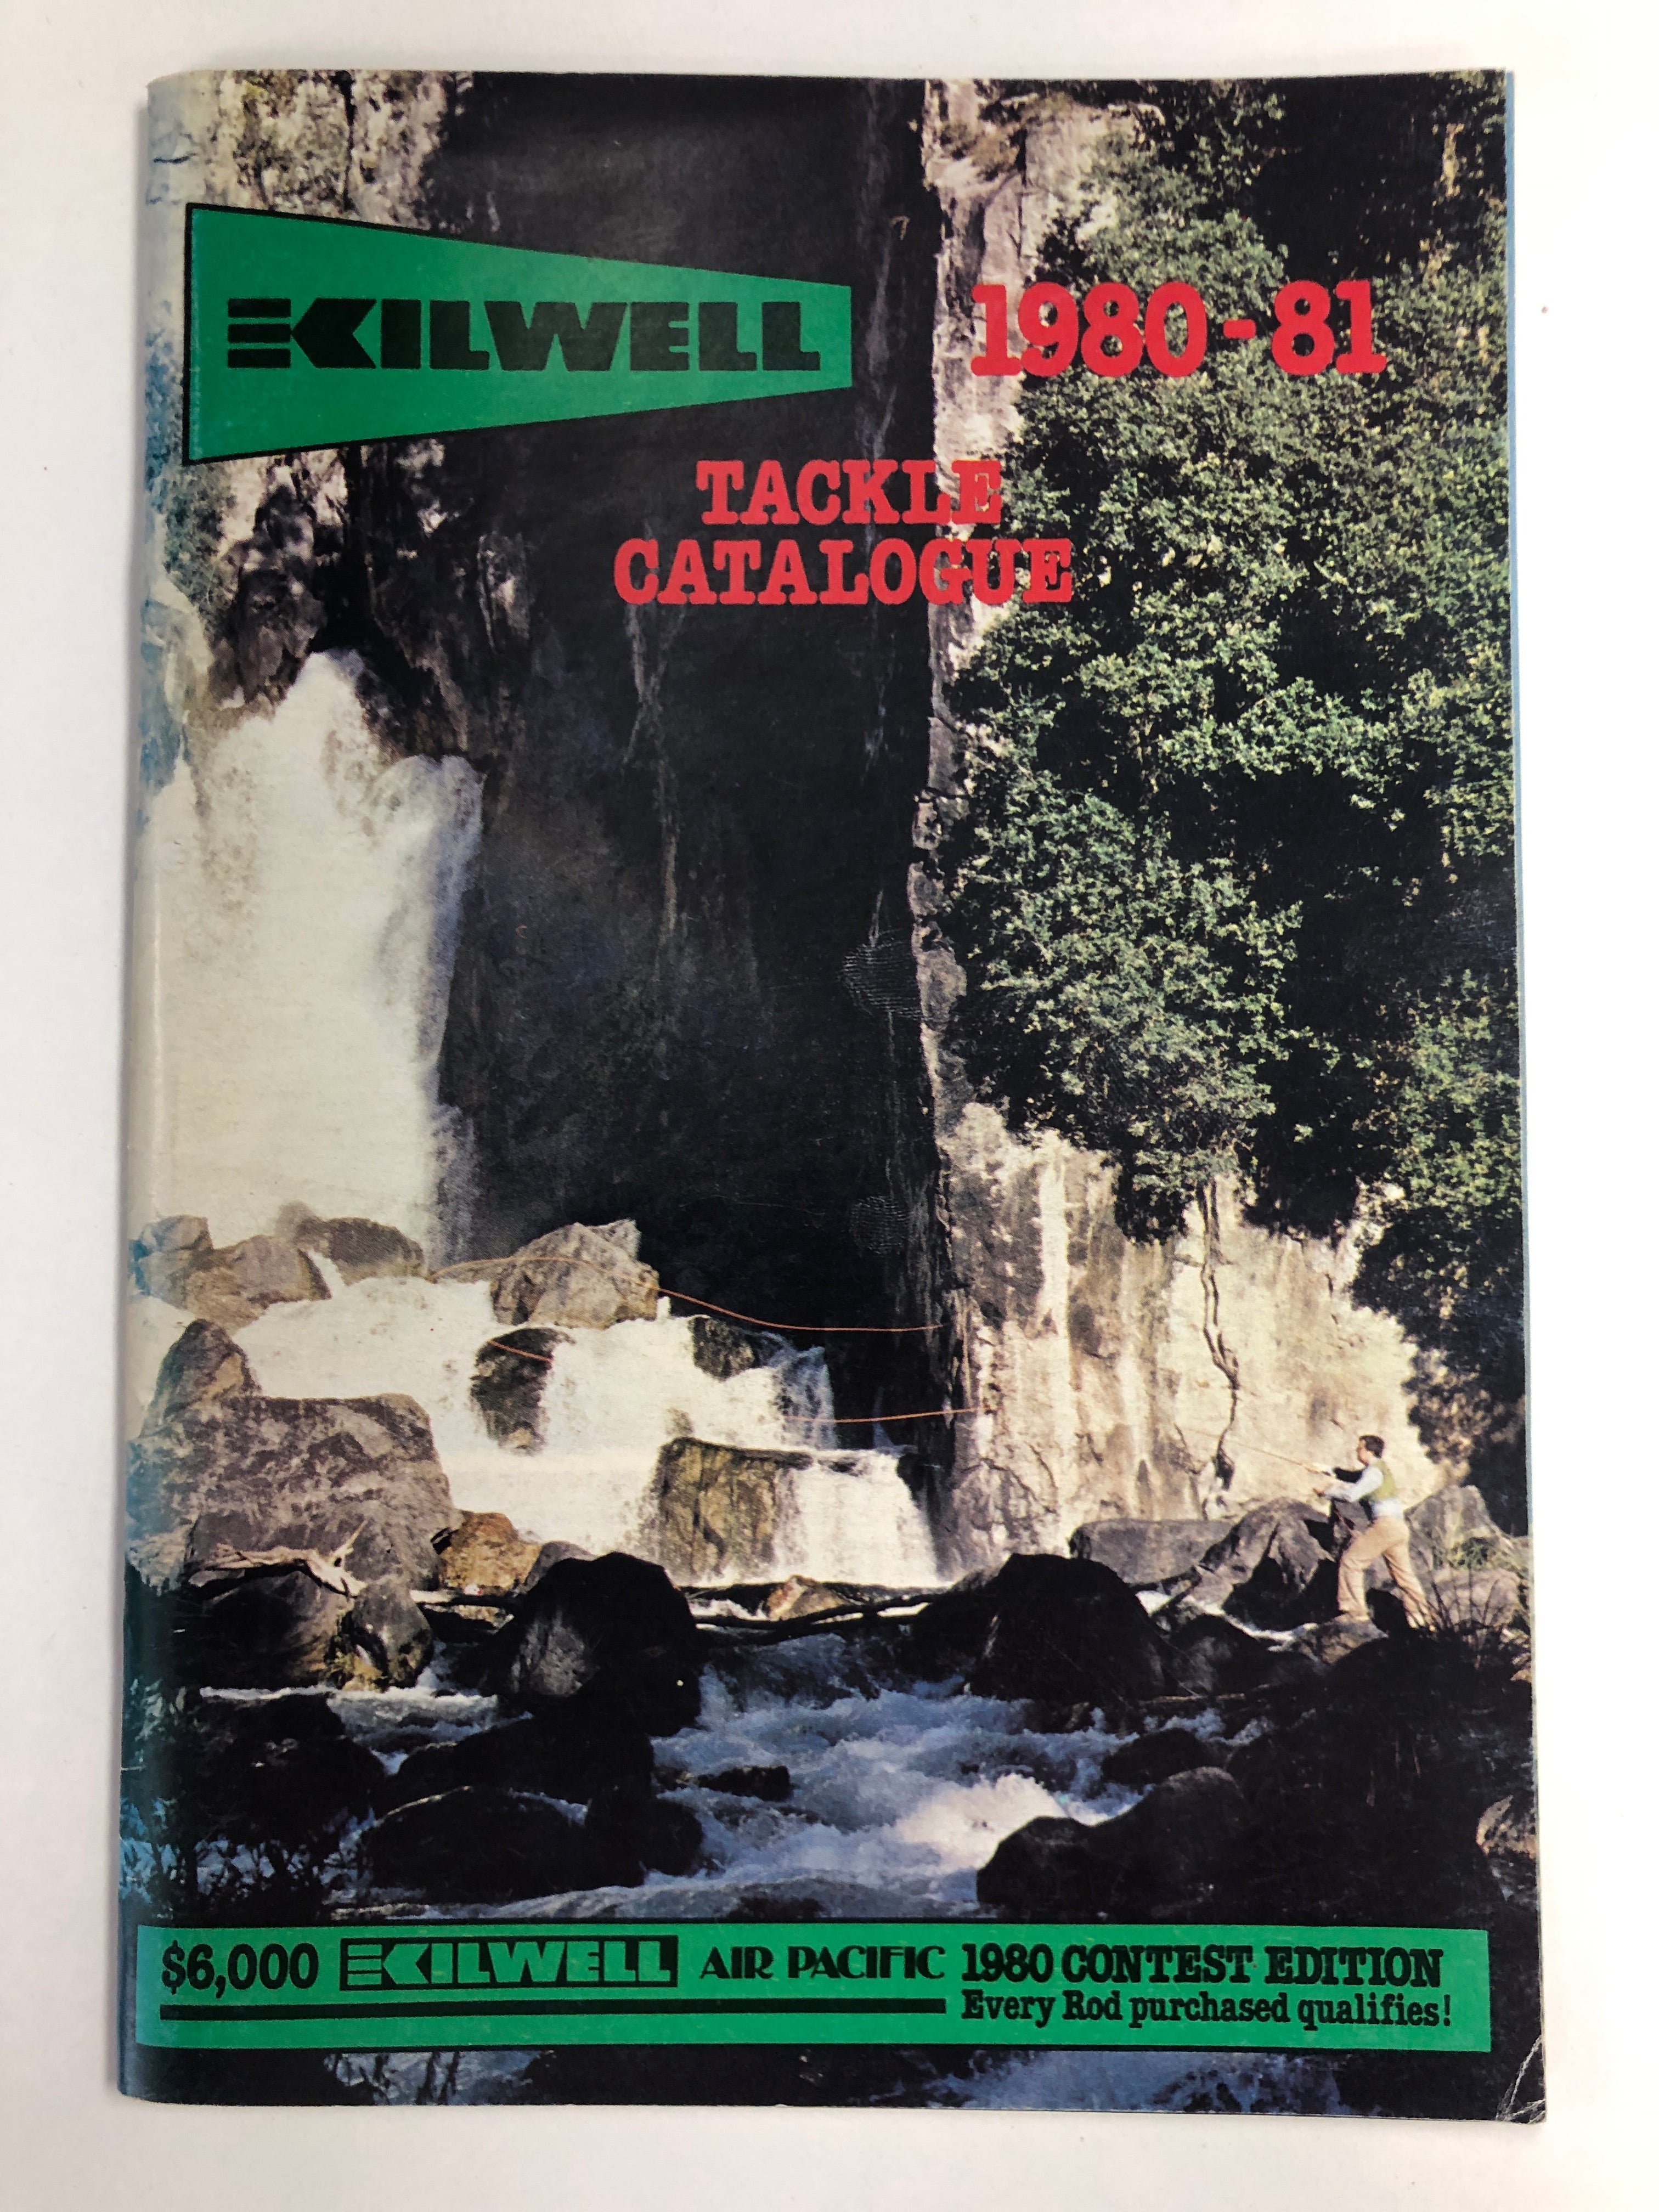 KILWELL
1980-81
TACKLE
CATALOGUE
$6,000 KILWELL AIR PACIFIC 1980 CONTEST EDITION
Every Rod purchased qualifies!